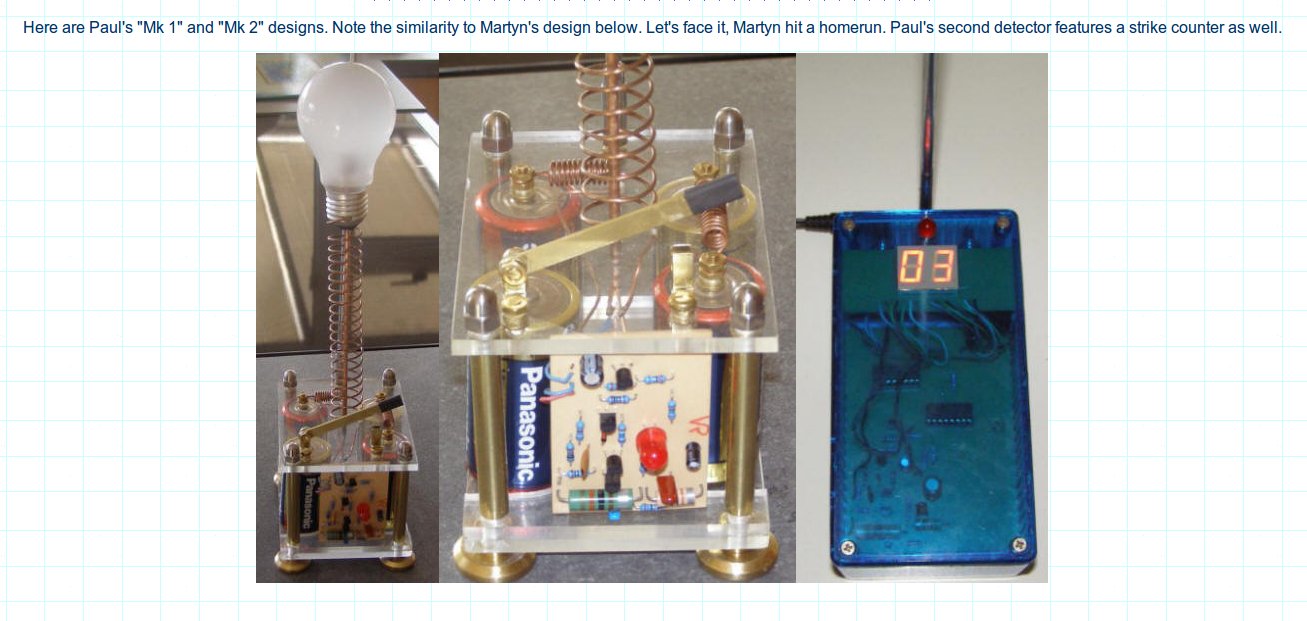 Here are Paul's "Mk 1" and "Mk 2" designs. Note the similarity to Martyn's design below. Let's face it, Martyn hit a homerun. Paul's second detector features a strike counter as well.
03
Panasonic
VR
Panasonic